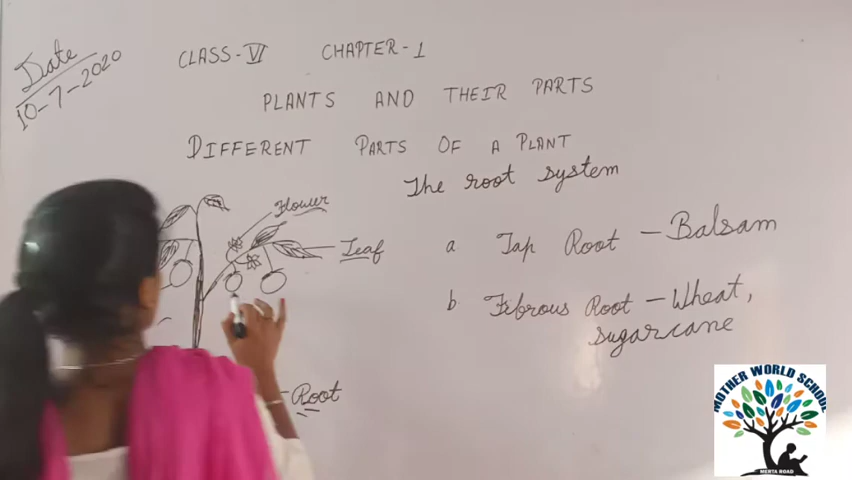 Date
10-7-2020
CLASS-VI CHAPTER-1
PLANTS AND THEIR PARTS
DIFFERENT PARTS OF A PLANT
Flower
Leaf
Root
The root system
a Tap Root - Balsam
b Fibrous Root - Wheat,
sugarcane
MOTHER WORLD SCHOOL
MERTA ROAD